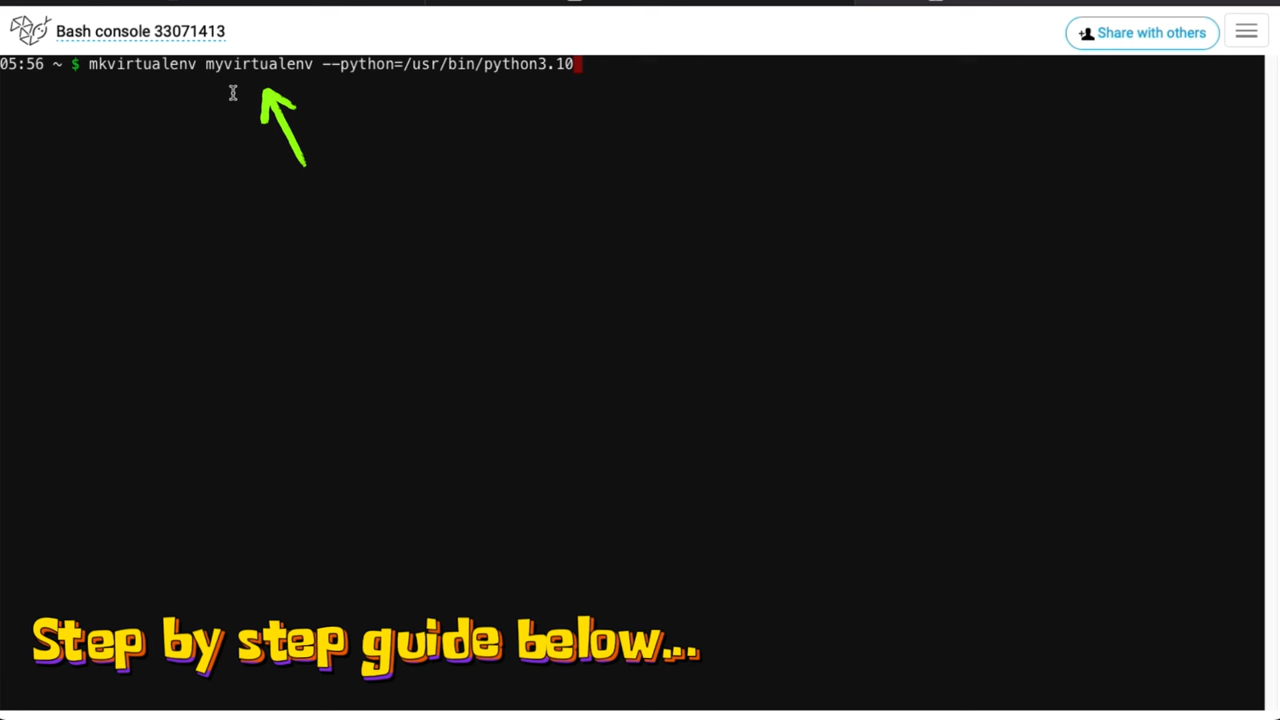 Bash console 33071413
Share with others
05:56 ~ $ mkvirtualenv myvirtualenv --python=/usr/bin/python3.10
Step by step guide below...